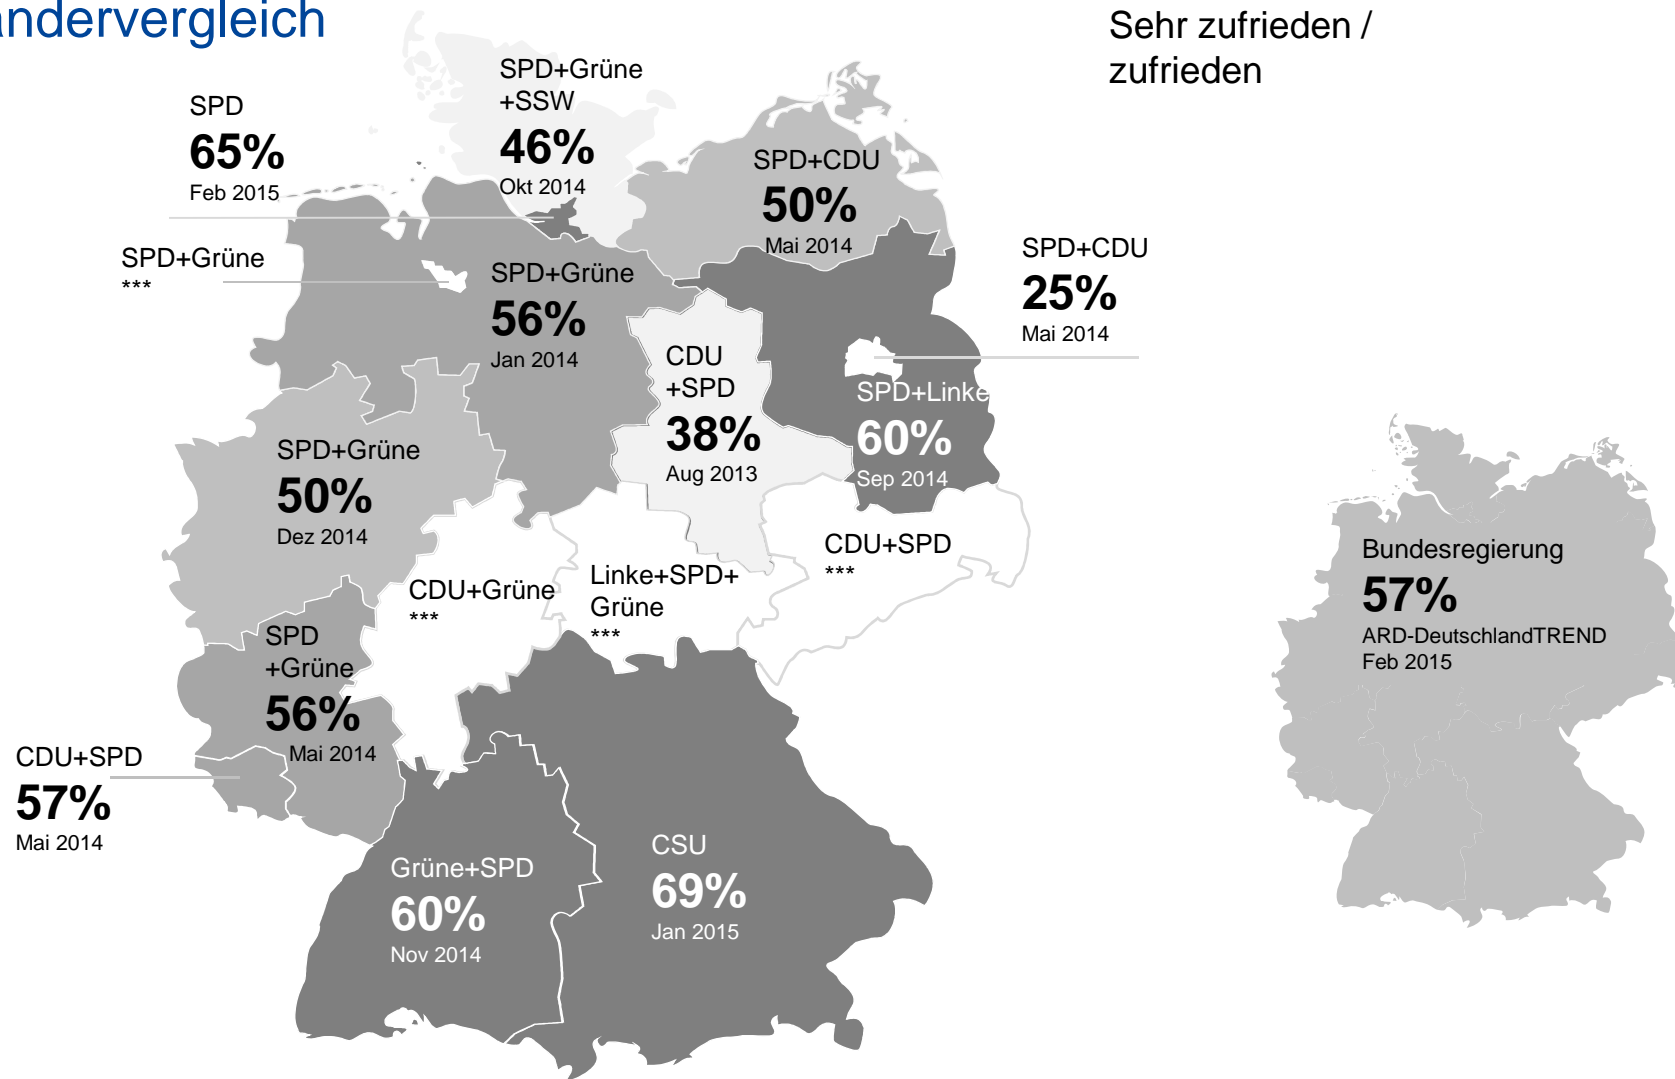 ändervergleich
Sehr zufrieden /
zufrieden
SPD+Grüne
+SSW
46%
Okt 2014
SPD
65%
Feb 2015
SPD+CDU
50%
Mai 2014
SPD+Grüne
***
SPD+Grüne
56%
Jan 2014
SPD+CDU
25%
Mai 2014
CDU
+SPD
38%
Aug 2013
SPD+Linke
60%
Sep 2014
SPD+Grüne
50%
Dez 2014
CDU+SPD
***
CDU+Grüne
***
Linke+SPD+
Grüne
***
SPD
+Grüne
56%
Mai 2014
CDU+SPD
57%
Mai 2014
Grüne+SPD
60%
Nov 2014
CSU
69%
Jan 2015
Bundesregierung
57%
ARD-DeutschlandTREND
Feb 2015